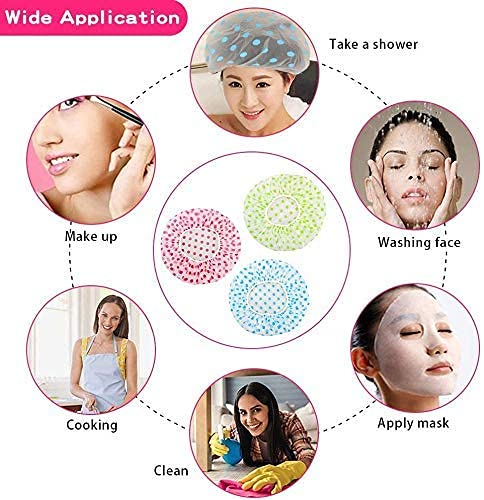 Wide Application
Take a shower
Make up
Washing face
Cooking
Apply mask
Clean